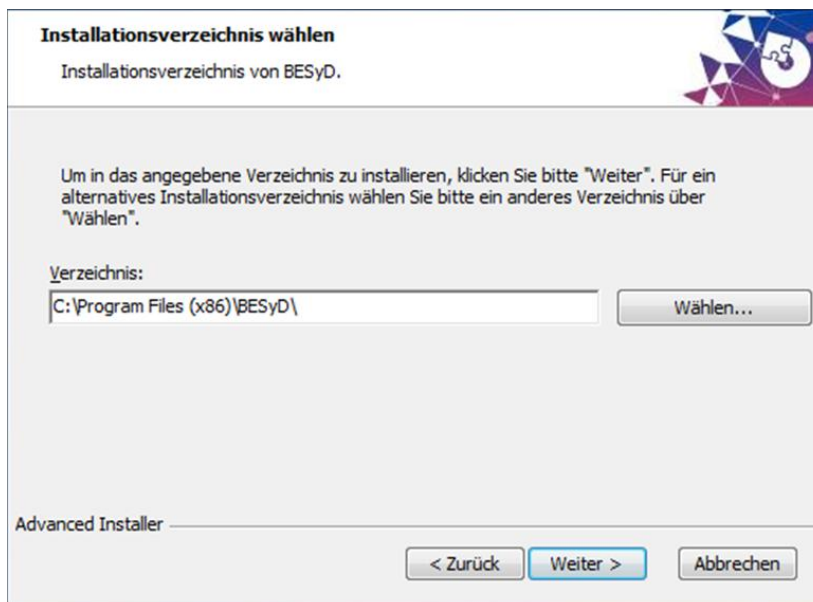 Installationsverzeichnis wählen
Installationsverzeichnis von BESyD.
Um in das angegebene Verzeichnis zu installieren, klicken Sie bitte "Weiter". Für ein
alternatives Installationsverzeichnis wählen Sie bitte ein anderes Verzeichnis über
"Wählen".
Verzeichnis:
C:\Program Files (x86)\BESyD\
Wählen...
Advanced Installer
< Zurück
Weiter >
Abbrechen